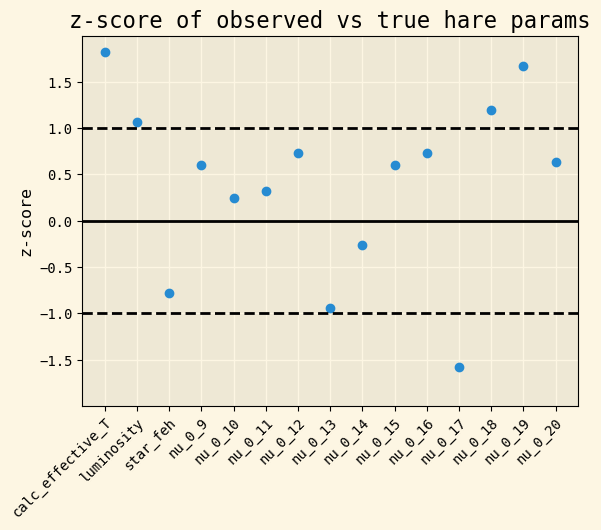 z-score of observed vs true hare params
z-score
1.5
1.0
0.5
0.0
−0.5
−1.0
−1.5
calc_effective_T
luminosity
star_feh
nu_0_9
nu_0_10
nu_0_11
nu_0_12
nu_0_13
nu_0_14
nu_0_15
nu_0_16
nu_0_17
nu_0_18
nu_0_19
nu_0_20